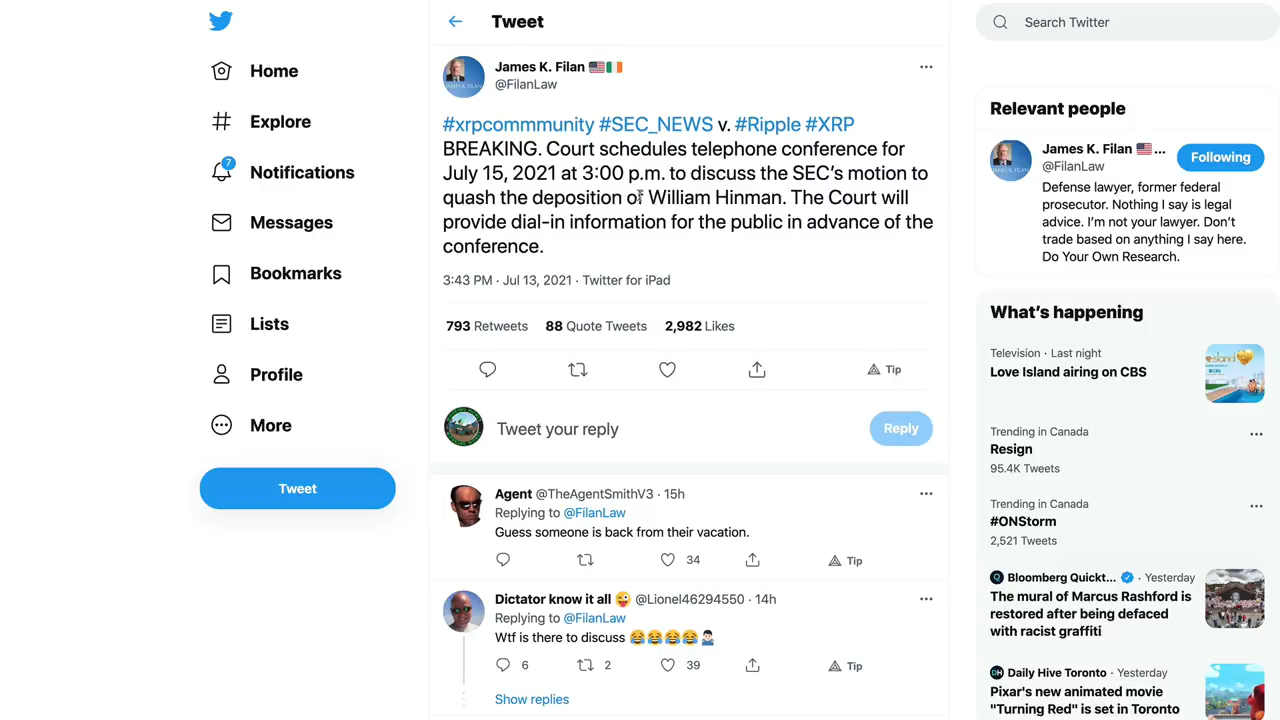 Home
Explore
7
Notifications
Messages
Bookmarks
Lists
Profile
More
Tweet
Tweet
James K. Filan 🇺🇸🇮🇪
@FilanLaw
#xrpcommmunity #SEC_NEWS v. #Ripple #XRP
BREAKING. Court schedules telephone conference for
July 15, 2021 at 3:00 p.m. to discuss the SEC's motion to
quash the deposition of William Hinman. The Court will
provide dial-in information for the public in advance of the
conference.
3:43 PM · Jul 13, 2021 · Twitter for iPad
793 Retweets 88 Quote Tweets 2,982 Likes
Tip
Tweet your reply
Reply
Agent @TheAgentSmithV3 · 15h
Replying to @FilanLaw
Guess someone is back from their vacation.
34 Tip
Dictator know it all 😜 @Lionel46294550 · 14h
Replying to @FilanLaw
Wtf is there to discuss 😂😂😂😂🤷🏻‍♂️
6 2 39 Tip
Show replies
Search Twitter
Relevant people
James K. Filan 🇺🇸...
@FilanLaw
Following
Defense lawyer, former federal
prosecutor. Nothing I say is legal
advice. I'm not your lawyer. Don't
trade based on anything I say here.
Do Your Own Research.
What's happening
Television · Last night
Love Island airing on CBS
Trending in Canada
Resign
95.4K Tweets
Trending in Canada
#ONStorm
2,521 Tweets
Bloomberg Quickt... · Yesterday
The mural of Marcus Rashford is
restored after being defaced
with racist graffiti
Daily Hive Toronto · Yesterday
Pixar's new animated movie
"Turning Red" is set in Toronto